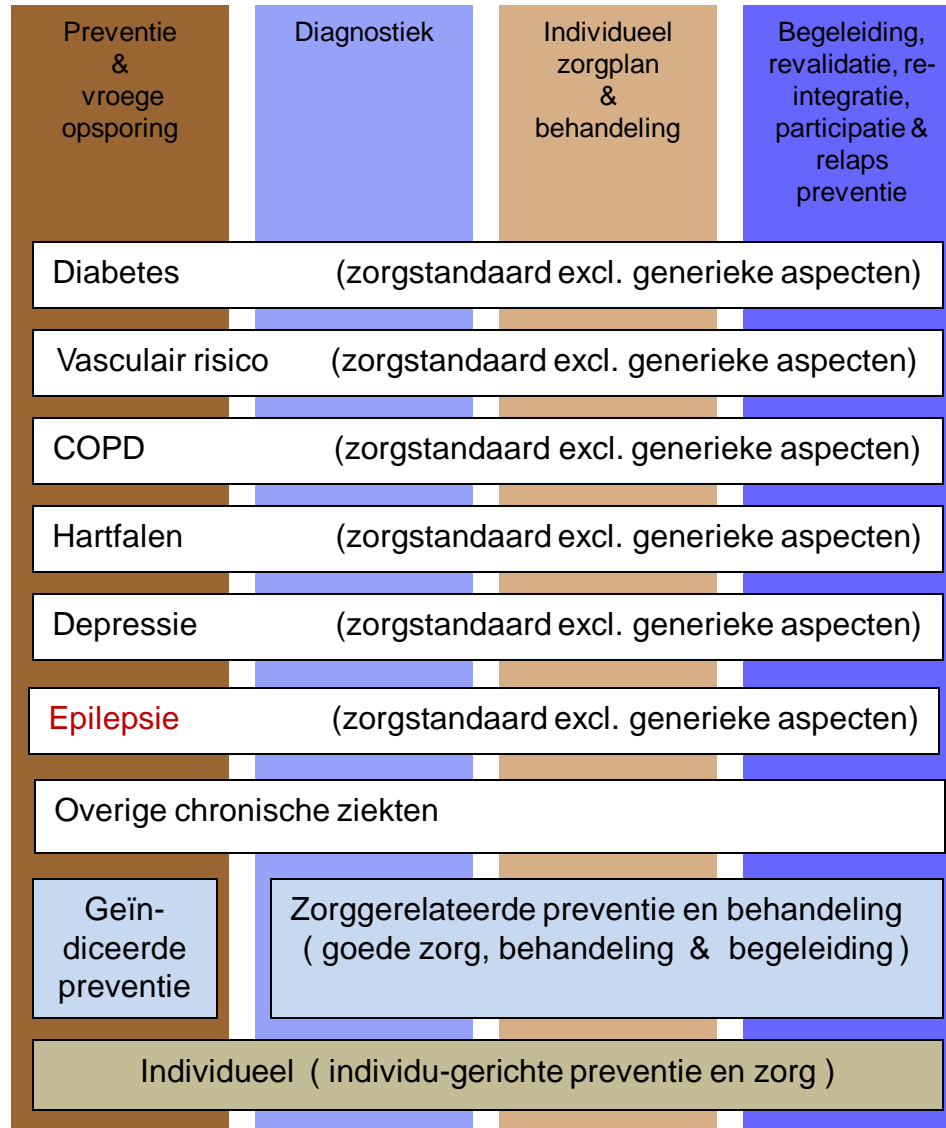 Preventie
&
vroege
opsporing
Diagnostiek
Individueel
zorgplan
&
behandeling
Begeleiding,
revalidatie, re-
integratie,
participatie &
relaps
preventie
Diabetes (zorgstandaard excl. generieke aspecten)
Vasculair risico (zorgstandaard excl. generieke aspecten)
COPD (zorgstandaard excl. generieke aspecten)
Hartfalen (zorgstandaard excl. generieke aspecten)
Depressie (zorgstandaard excl. generieke aspecten)
Epilepsie (zorgstandaard excl. generieke aspecten)
Overige chronische ziekten
Geïn-
diceerde
preventie
Zorggerelateerde preventie en behandeling
( goede zorg, behandeling & begeleiding )
Individueel ( individu-gerichte preventie en zorg )